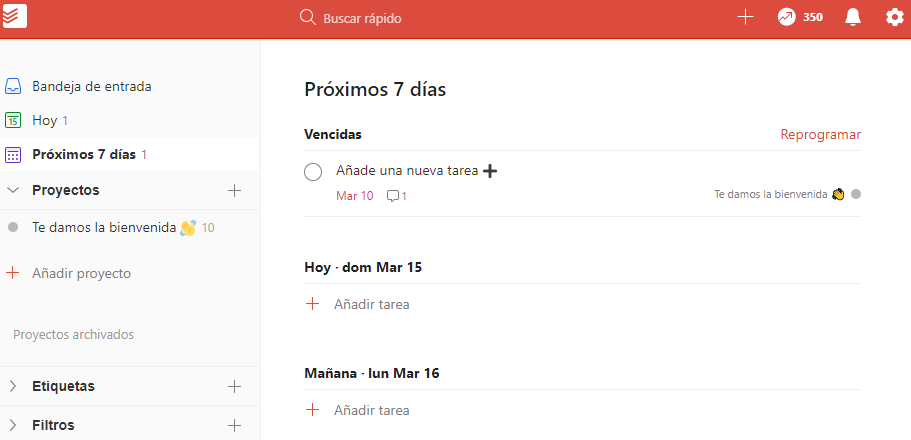 Buscar rápido
350
Bandeja de entrada
15
Hoy 1
Próximos 7 días 1
Proyectos
Te damos la bienvenida 👋 10
Añadir proyecto
Proyectos archivados
Etiquetas
Filtros
Próximos 7 días
Vencidas Reprogramar
Añade una nueva tarea ➕
Mar 10 1 Te damos la bienvenida 👋
Hoy · dom Mar 15
Añadir tarea
Mañana · lun Mar 16
Añadir tarea